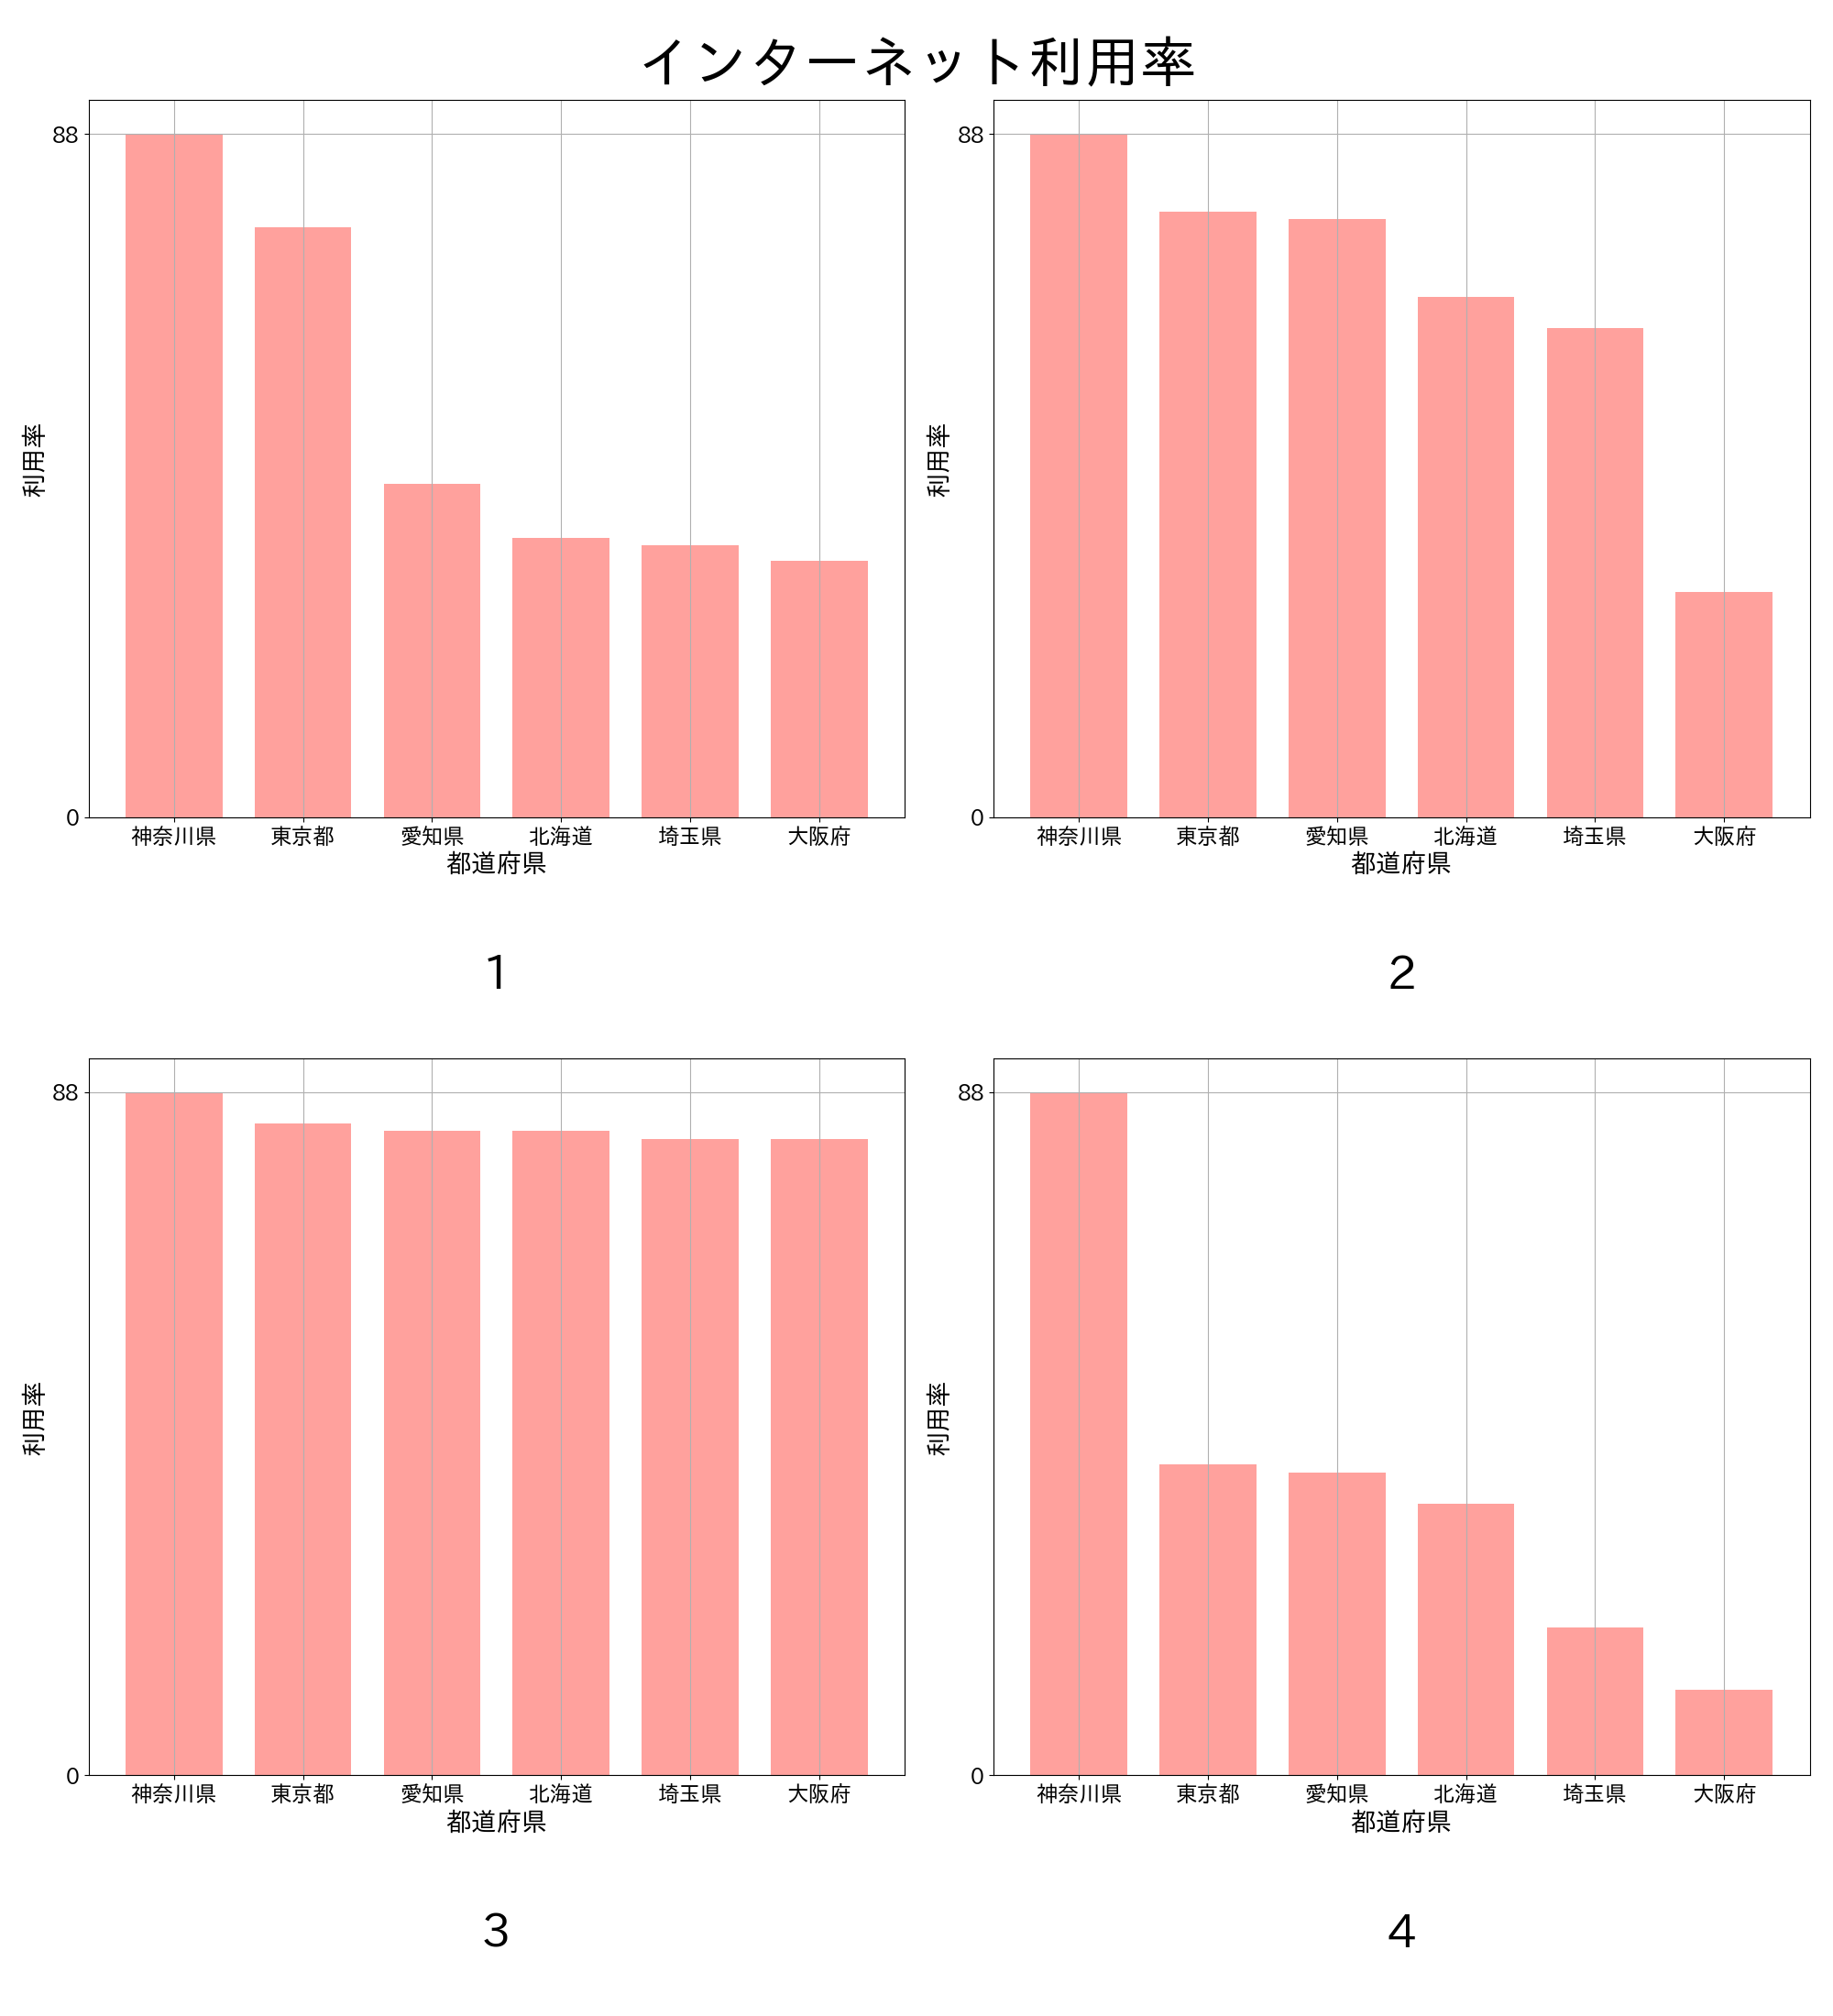 インターネット利用率
88
0
利用率
神奈川県 東京都 愛知県 北海道 埼玉県 大阪府
都道府県
1
88
0
利用率
神奈川県 東京都 愛知県 北海道 埼玉県 大阪府
都道府県
2
88
0
利用率
神奈川県 東京都 愛知県 北海道 埼玉県 大阪府
都道府県
3
88
0
利用率
神奈川県 東京都 愛知県 北海道 埼玉県 大阪府
都道府県
4